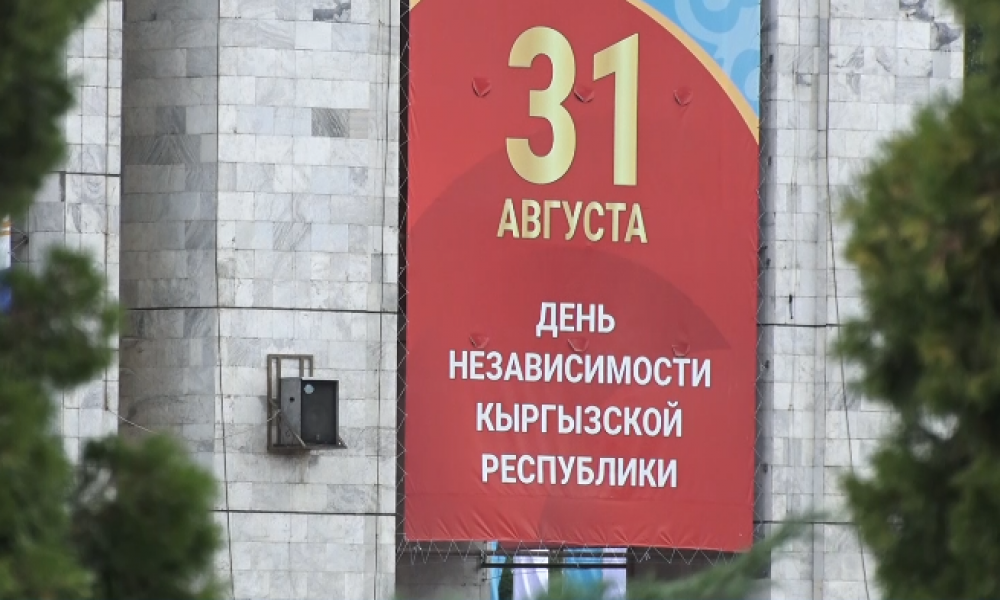 31
АВГУСТА
ДЕНЬ
НЕЗАВИСИМОСТИ
КЫРГЫЗСКОЙ
РЕСПУБЛИКИ